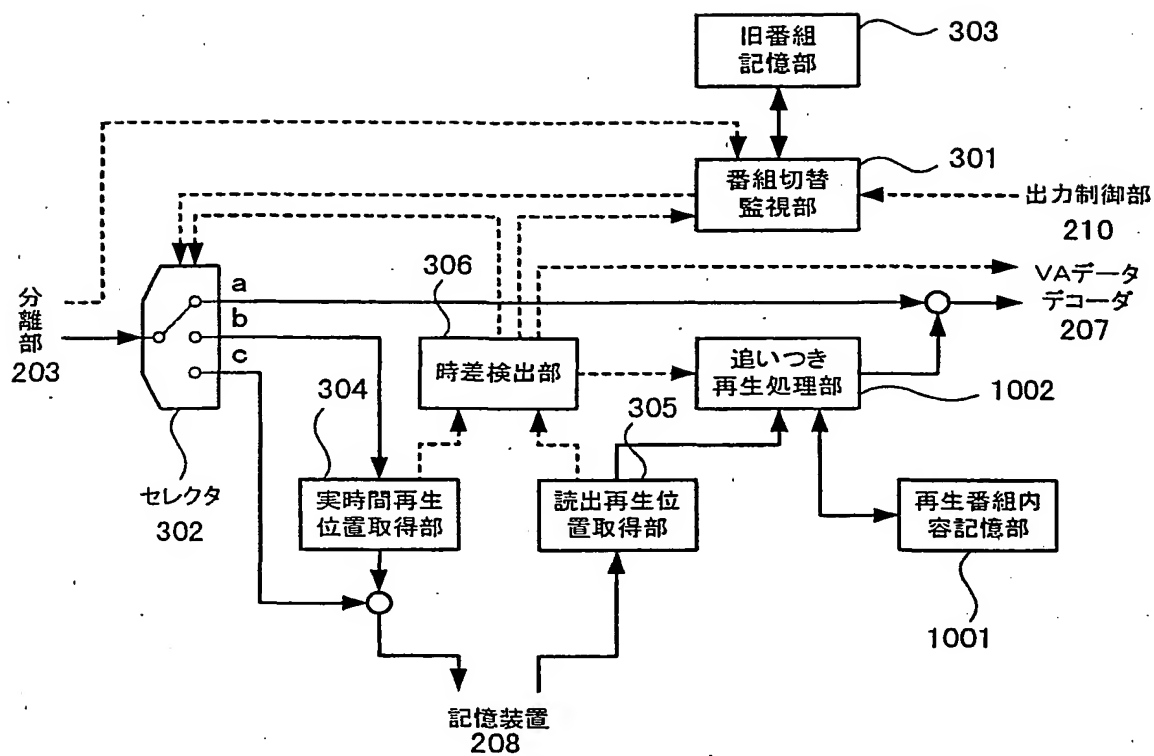 旧番組
記憶部
303
番組切替
監視部
301
出力制御部
210
VAデータ
デコーダ
207
分離部
203
a
b
c
セレクタ
302
306
時差検出部
追いつき
再生処理部
1002
304
実時間再生
位置取得部
305
読出再生位
置取得部
再生番組内
容記憶部
1001
記憶装置
208